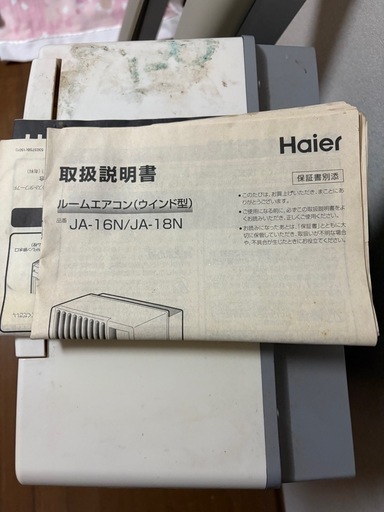 Haier
取扱説明書
保証書別添
ルームエアコン(ウインド型)
品番 JA-16N/JA-18N
●このたびは、お買上げいただき、まことにありがとうございます。
●ご使用になる前に、必ずこの取扱説明書をよくお読みになり、正しくご使用ください。
●お読みになったあとは、「保証書」とともに大切に保管していただき、取扱いが不明な場合や、不具合が生じたときにお役立てください。